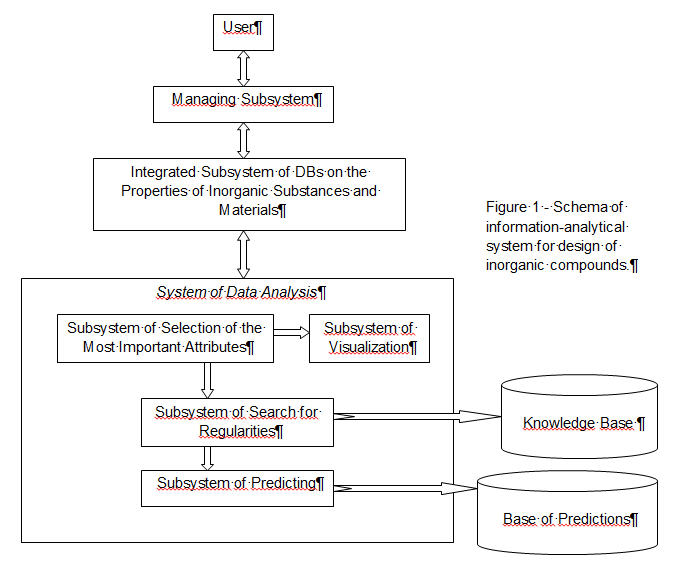 User¶
Managing Subsystem¶
Integrated Subsystem of DBs on the
Properties of Inorganic Substances and
Materials¶
Figure 1 - Schema of
information-analytical
system for design of
inorganic compounds.¶
System of Data Analysis¶
Subsystem of Selection of the
Most Important Attributes¶
Subsystem of
Visualization¶
Subsystem of Search for
Regularities¶
Knowledge Base ¶
Subsystem of Predicting¶
Base of Predictions¶